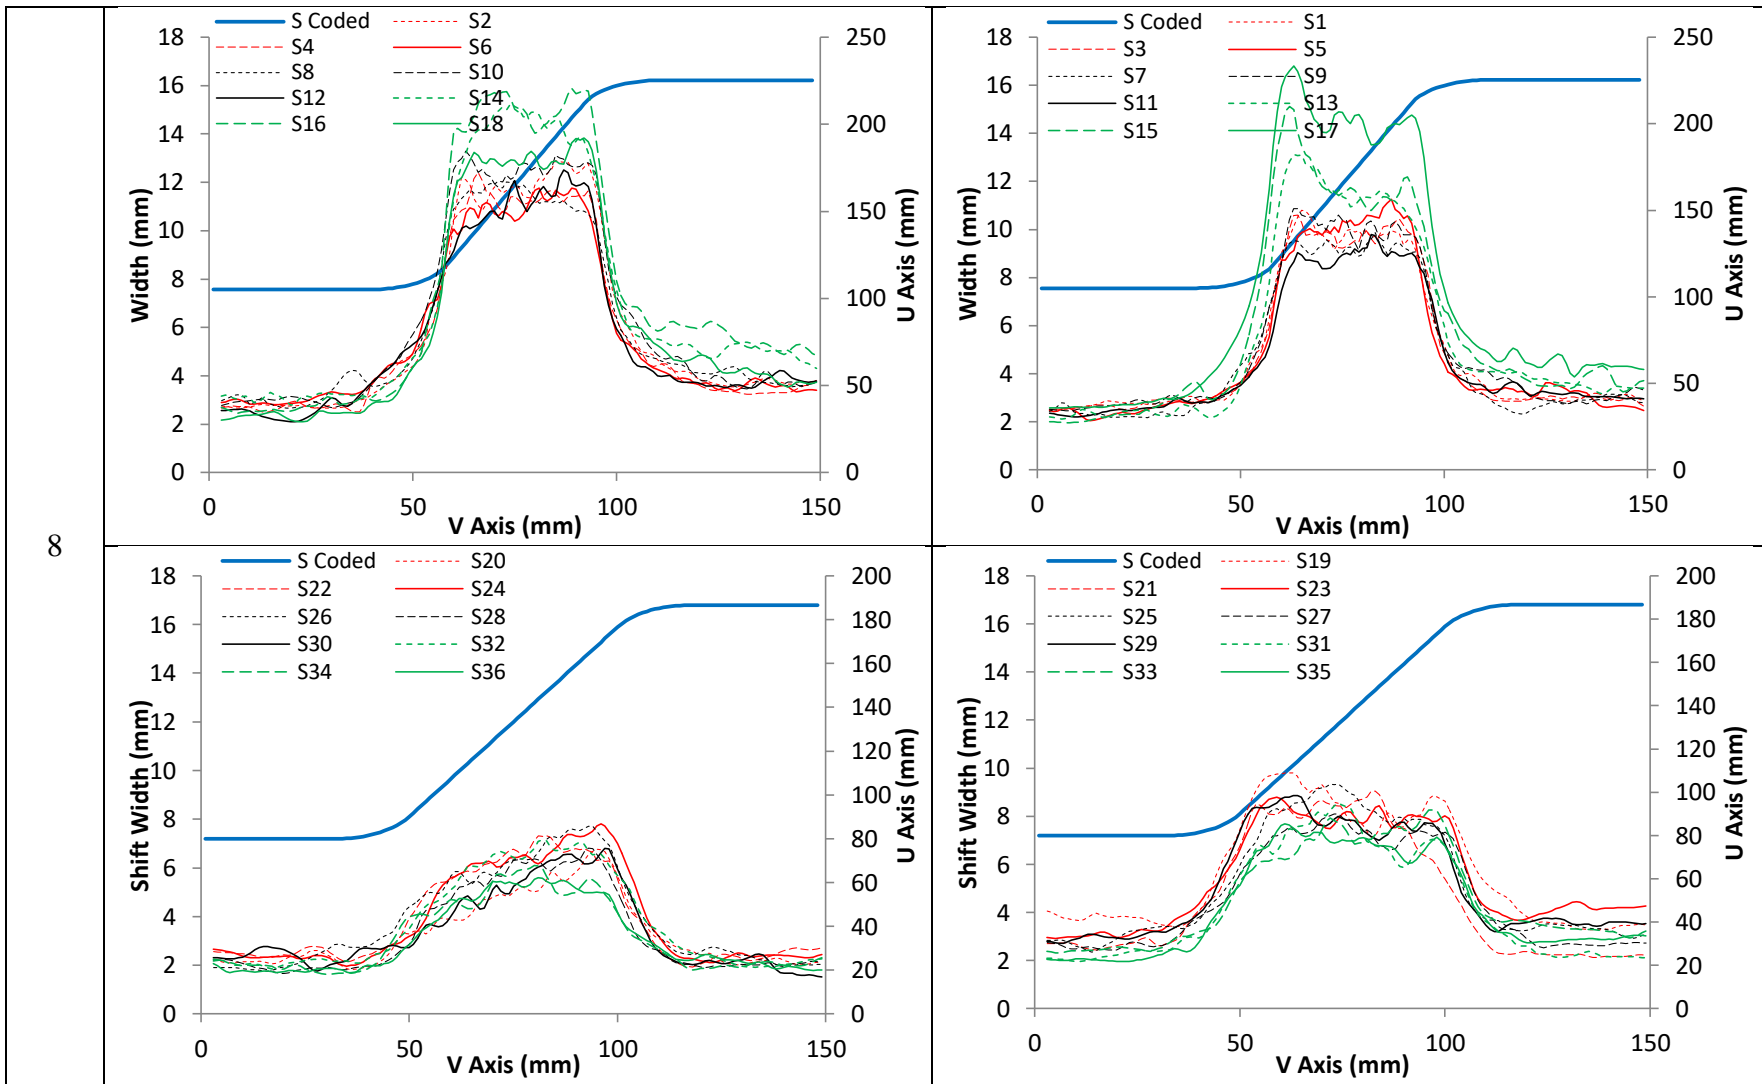 8
S Coded S2
S4 S6
S8 S10
S12 S14
S16 S18
18
16
14
12
10
8
6
4
2
0
Width (mm)
250
200
150
100
50
0
U Axis (mm)
0 50 100 150
V Axis (mm)
S Coded S1
S3 S5
S7 S9
S11 S13
S15 S17
18
16
14
12
10
8
6
4
2
0
Width (mm)
250
200
150
100
50
0
U Axis (mm)
0 50 100 150
V Axis (mm)
S Coded S20
S22 S24
S26 S28
S30 S32
S34 S36
18
16
14
12
10
8
6
4
2
0
Shift Width (mm)
200
180
160
140
120
100
80
60
40
20
0
U Axis (mm)
0 50 100 150
V Axis (mm)
S Coded S19
S21 S23
S25 S27
S29 S31
S33 S35
18
16
14
12
10
8
6
4
2
0
Shift Width (mm)
200
180
160
140
120
100
80
60
40
20
0
U Axis (mm)
0 50 100 150
V Axis (mm)